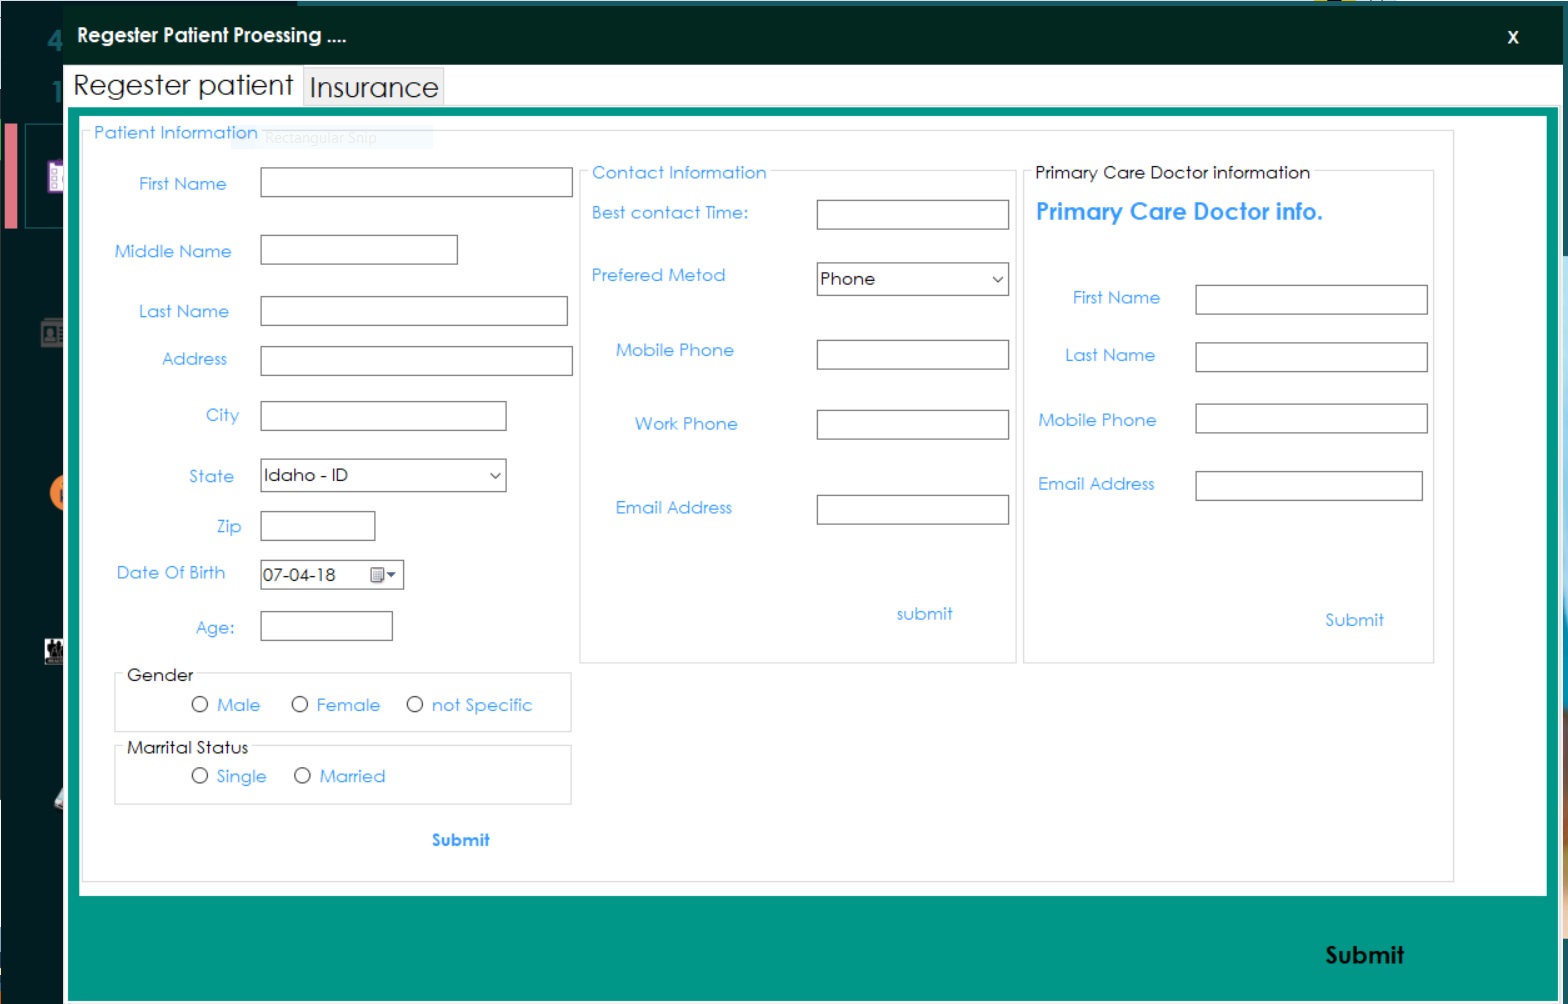 4
Regester Patient Proessing ....
X
1
Regester patient
Insurance
Patient Information
Rectangular Snip
First Name
Middle Name
Last Name
Address
City
State
Idaho - ID
Zip
Date Of Birth
07-04-18
Age:
Gender
Male
Female
not Specific
Marrital Status
Single
Married
Submit
Contact Information
Best contact Time:
Prefered Metod
Phone
Mobile Phone
Work Phone
Email Address
submit
Primary Care Doctor information
Primary Care Doctor info.
First Name
Last Name
Mobile Phone
Email Address
Submit
Submit